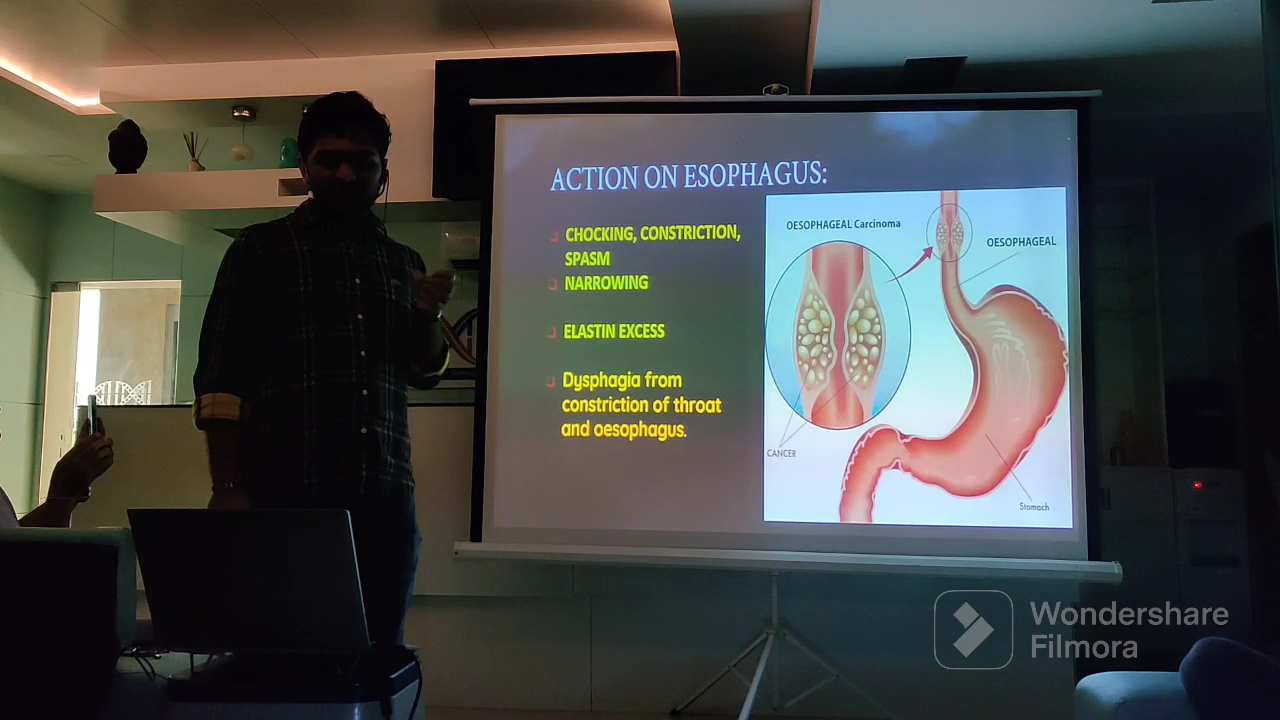 ACTION ON ESOPHAGUS:
CHOCKING, CONSTRICTION,
SPASM
NARROWING
ELASTIN EXCESS
Dysphagia from
constriction of throat
and oesophagus.
OESOPHAGEAL Carcinoma
OESOPHAGEAL
CANCER
Stomach
Wondershare
Filmora